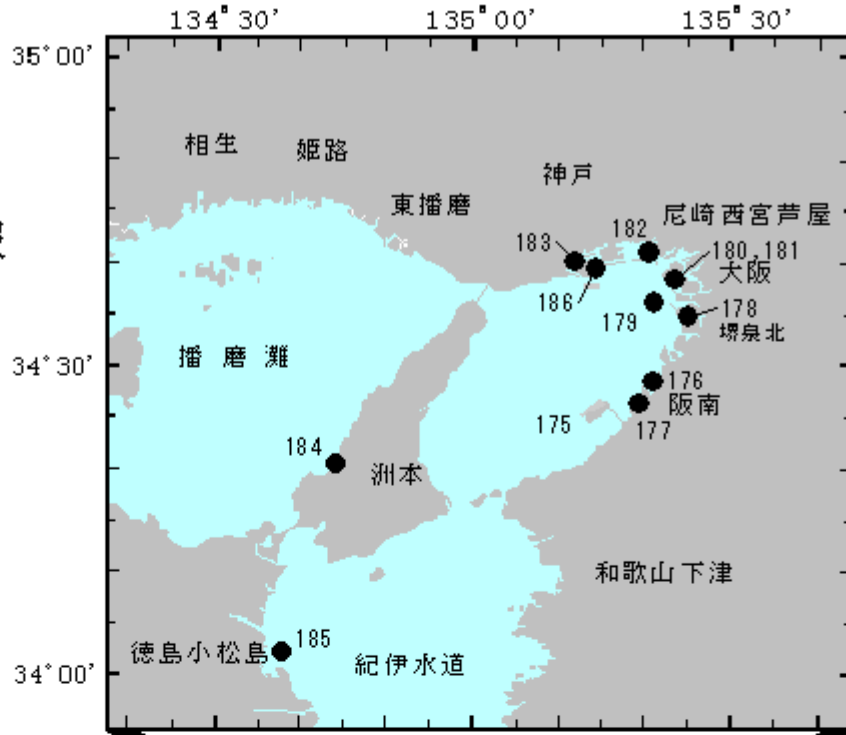 134°30' 135°00' 135°30'
35°00'
相生 姫路
神戸
東播磨
尼崎西宮芦屋
182
183
180,181
大阪
186
179
178
堺泉北
播磨灘
34°30'
176
阪南
175
177
184
洲本
和歌山下津
185
徳島小松島
紀伊水道
34°00'